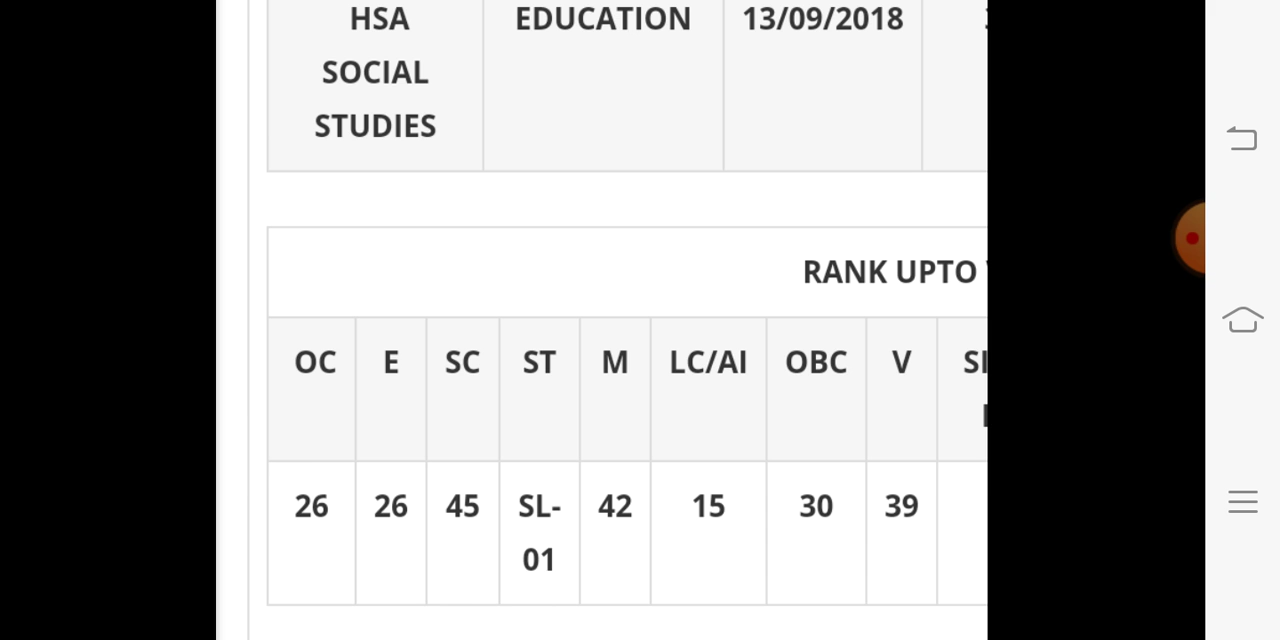 HSA EDUCATION 13/09/2018
SOCIAL
STUDIES
RANK UPTO
OC E SC ST M LC/AI OBC V
26 26 45 SL- 42 15 30 39
01